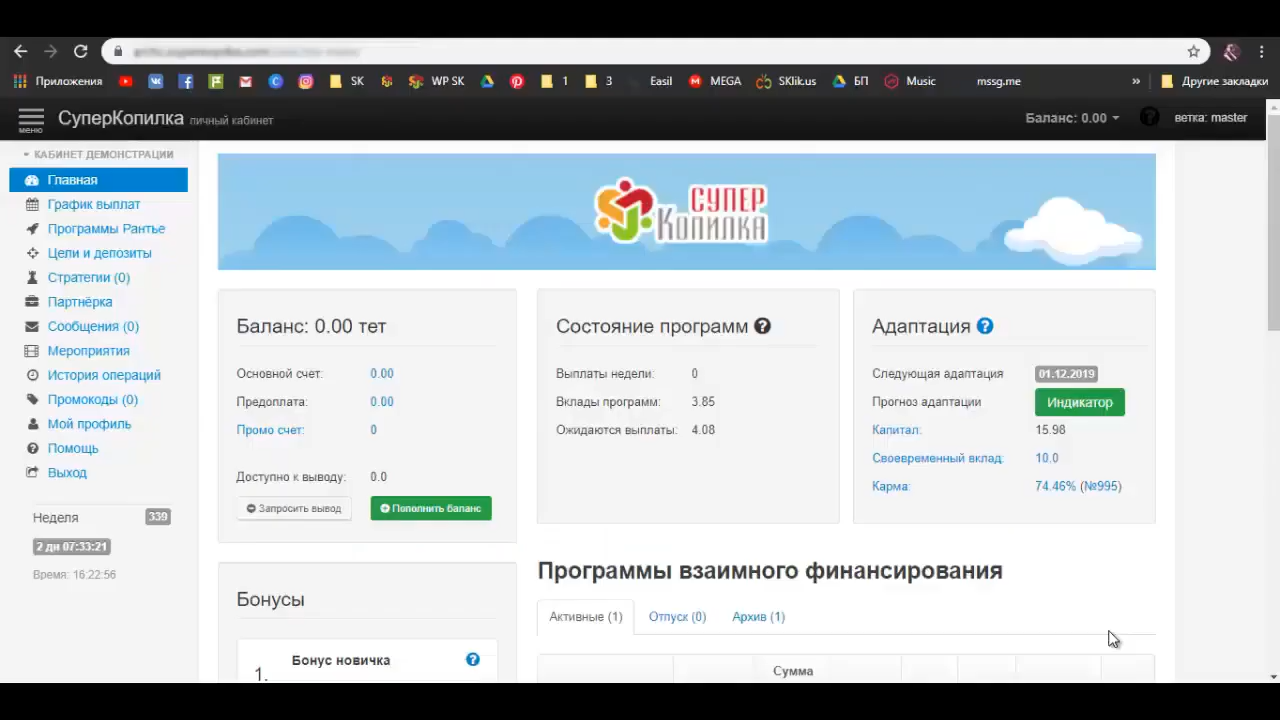 Приложения SK WP SK 1 3 Easil MEGA SKlik.us БП Music mssg.me » Другие закладки
меню СуперКопилка личный кабинет Баланс: 0.00 ветка: master
КАБИНЕТ ДЕМОНСТРАЦИИ
Главная
График выплат
Программы Рантье
Цели и депозиты
Стратегии (0)
Партнёрка
Сообщения (0)
Мероприятия
История операций
Промокоды (0)
Мой профиль
Помощь
Выход
Неделя 339
2 дн 07:33:21
Время: 16:22:56
СУПЕР
Копилка
Баланс: 0.00 тет
Основной счет: 0.00
Предоплата: 0.00
Промо счет: 0
Доступно к выводу: 0.0
Запросить вывод Пополнить баланс
Состояние программ
Выплаты недели: 0
Вклады программ: 3.85
Ожидаются выплаты: 4.08
Адаптация
Следующая адаптация 01.12.2019
Прогноз адаптации Индикатор
Капитал: 15.98
Своевременный вклад: 10.0
Карма: 74.46% (№995)
Бонусы
1. Бонус новичка
Программы взаимного финансирования
Активные (1) Отпуск (0) Архив (1)
Сумма